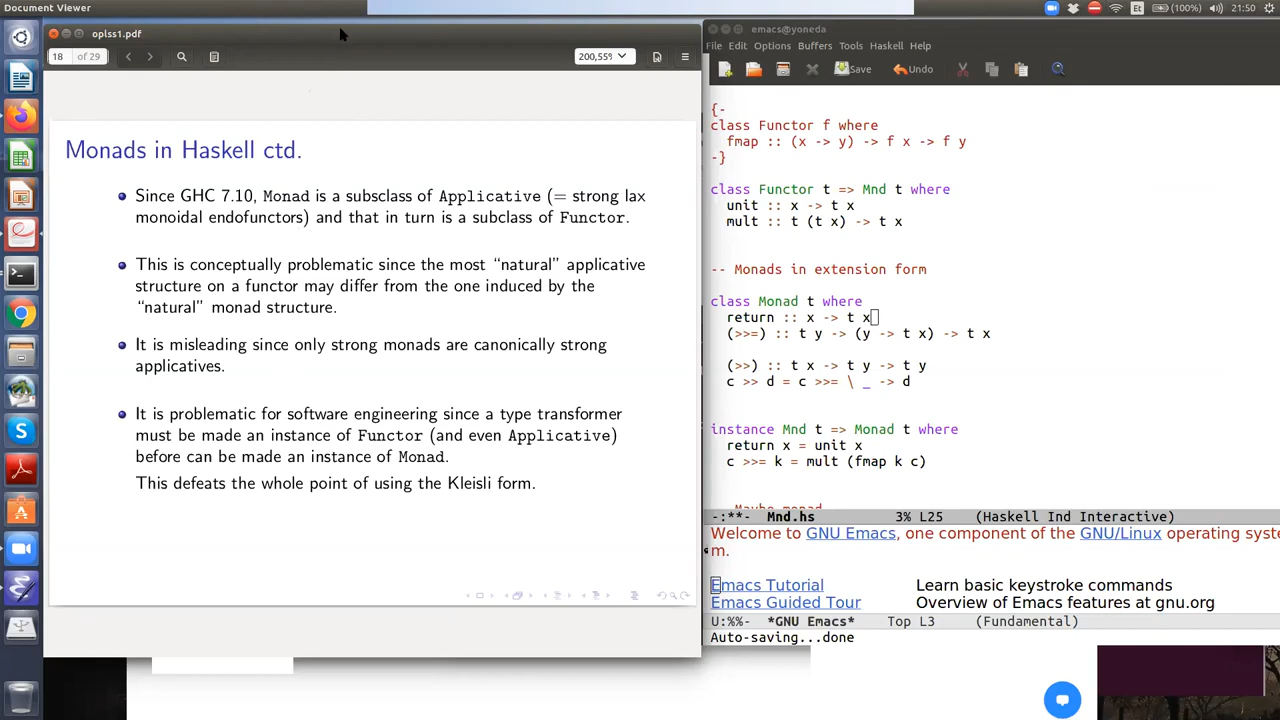 Document Viewer
Et
(100%)
21:50
oplss1.pdf
18 of 29
200,55%
Monads in Haskell ctd.
Since GHC 7.10, Monad is a subclass of Applicative (= strong lax
monoidal endofunctors) and that in turn is a subclass of Functor.
This is conceptually problematic since the most “natural” applicative
structure on a functor may differ from the one induced by the
“natural” monad structure.
It is misleading since only strong monads are canonically strong
applicatives.
It is problematic for software engineering since a type transformer
must be made an instance of Functor (and even Applicative)
before can be made an instance of Monad.
This defeats the whole point of using the Kleisli form.
emacs@yoneda
File Edit Options Buffers Tools Haskell Help
Save Undo
{-
class Functor f where
fmap :: (x -> y) -> f x -> f y
-}
class Functor t => Mnd t where
unit :: x -> t x
mult :: t (t x) -> t x
-- Monads in extension form
class Monad t where
return :: x -> t x
(>>=) :: t y -> (y -> t x) -> t x
(>>) :: t x -> t y -> t y
c >> d = c >>= \ _ -> d
instance Mnd t => Monad t where
return x = unit x
c >>= k = mult (fmap k c)
-- Maybe monad
-:**- Mnd.hs 3% L25 (Haskell Ind Interactive)
Welcome to GNU Emacs, one component of the GNU/Linux operating syste
m.
Emacs Tutorial Learn basic keystroke commands
Emacs Guided Tour Overview of Emacs features at gnu.org
U:%%- *GNU Emacs* Top L3 (Fundamental)
Auto-saving...done